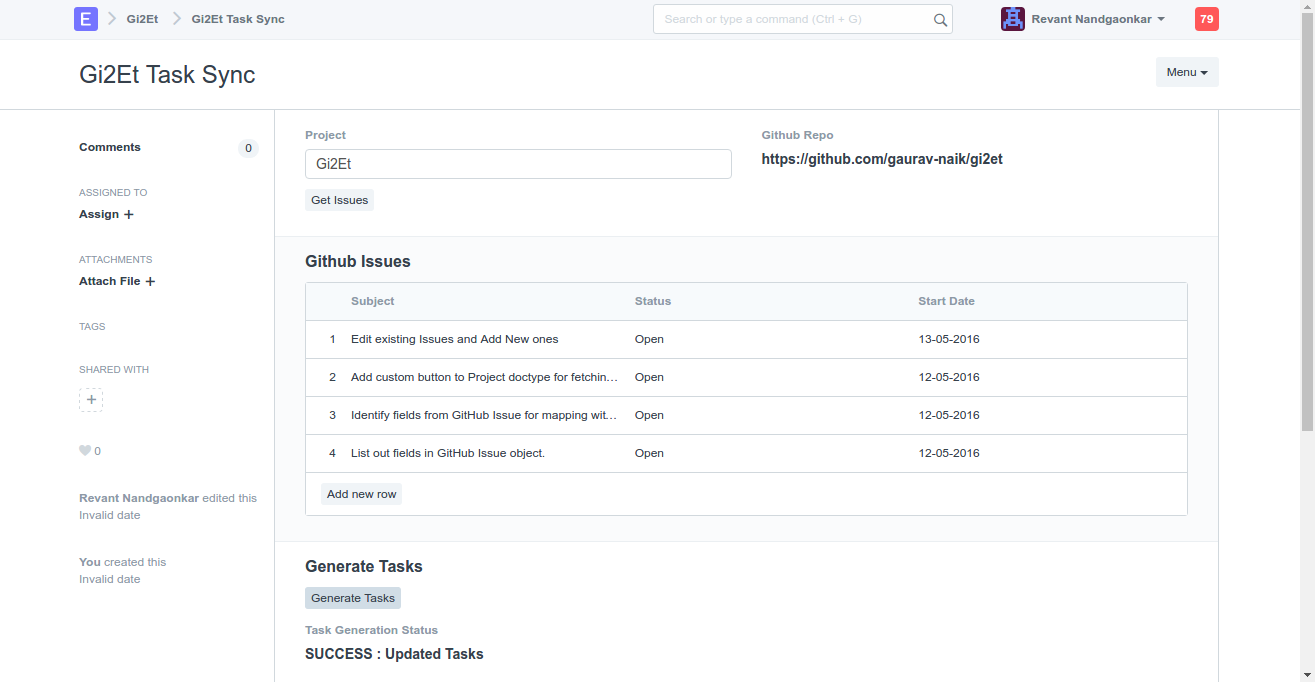 E Gi2Et Gi2Et Task Sync Search or type a command (Ctrl + G) Revant Nandgaonkar 79
Gi2Et Task Sync Menu
Comments 0
ASSIGNED TO
Assign +
ATTACHMENTS
Attach File +
TAGS
SHARED WITH
+
0
Revant Nandgaonkar edited this
Invalid date
You created this
Invalid date
Project
Gi2Et
Get Issues
Github Repo
https://github.com/gaurav-naik/gi2et
Github Issues
Subject Status Start Date
1 Edit existing Issues and Add New ones Open 13-05-2016
2 Add custom button to Project doctype for fetchin... Open 12-05-2016
3 Identify fields from GitHub Issue for mapping wit... Open 12-05-2016
4 List out fields in GitHub Issue object. Open 12-05-2016
Add new row
Generate Tasks
Generate Tasks
Task Generation Status
SUCCESS : Updated Tasks